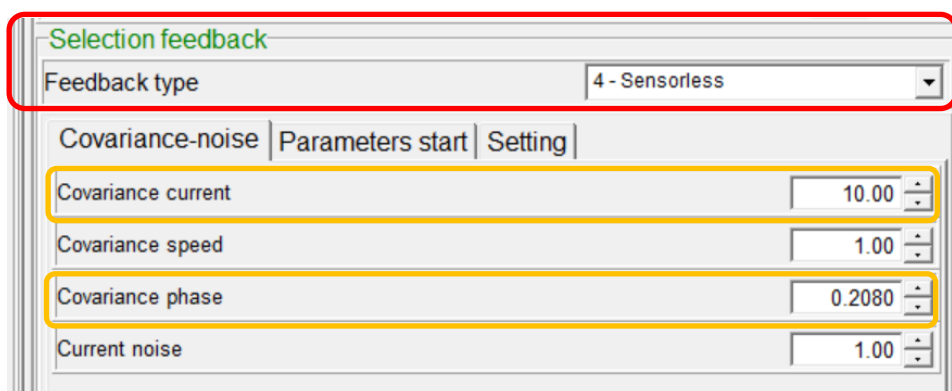 Selection feedback
Feedback type 4 - Sensorless
Covariance-noise Parameters start Setting
Covariance current 10.00
Covariance speed 1.00
Covariance phase 0.2080
Current noise 1.00